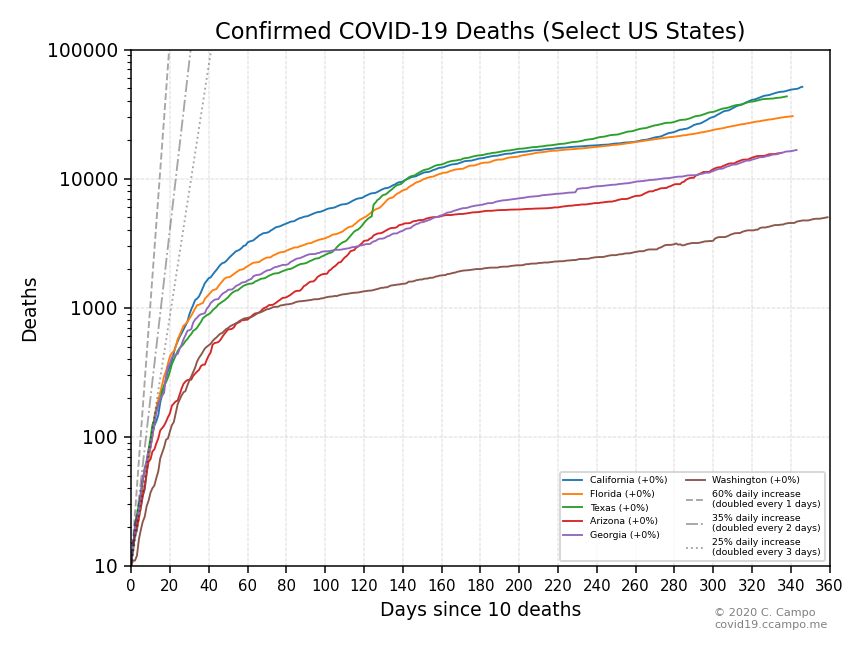 Confirmed COVID-19 Deaths (Select US States)
100000
10000
1000
100
10
Deaths
0 20 40 60 80 100 120 140 160 180 200 220 240 260 280 300 320 340 360
Days since 10 deaths
California (+0%)
Florida (+0%)
Texas (+0%)
Arizona (+0%)
Georgia (+0%)
Washington (+0%)
60% daily increase
(doubled every 1 days)
35% daily increase
(doubled every 2 days)
25% daily increase
(doubled every 3 days)
© 2020 C. Campo
covid19.ccampo.me